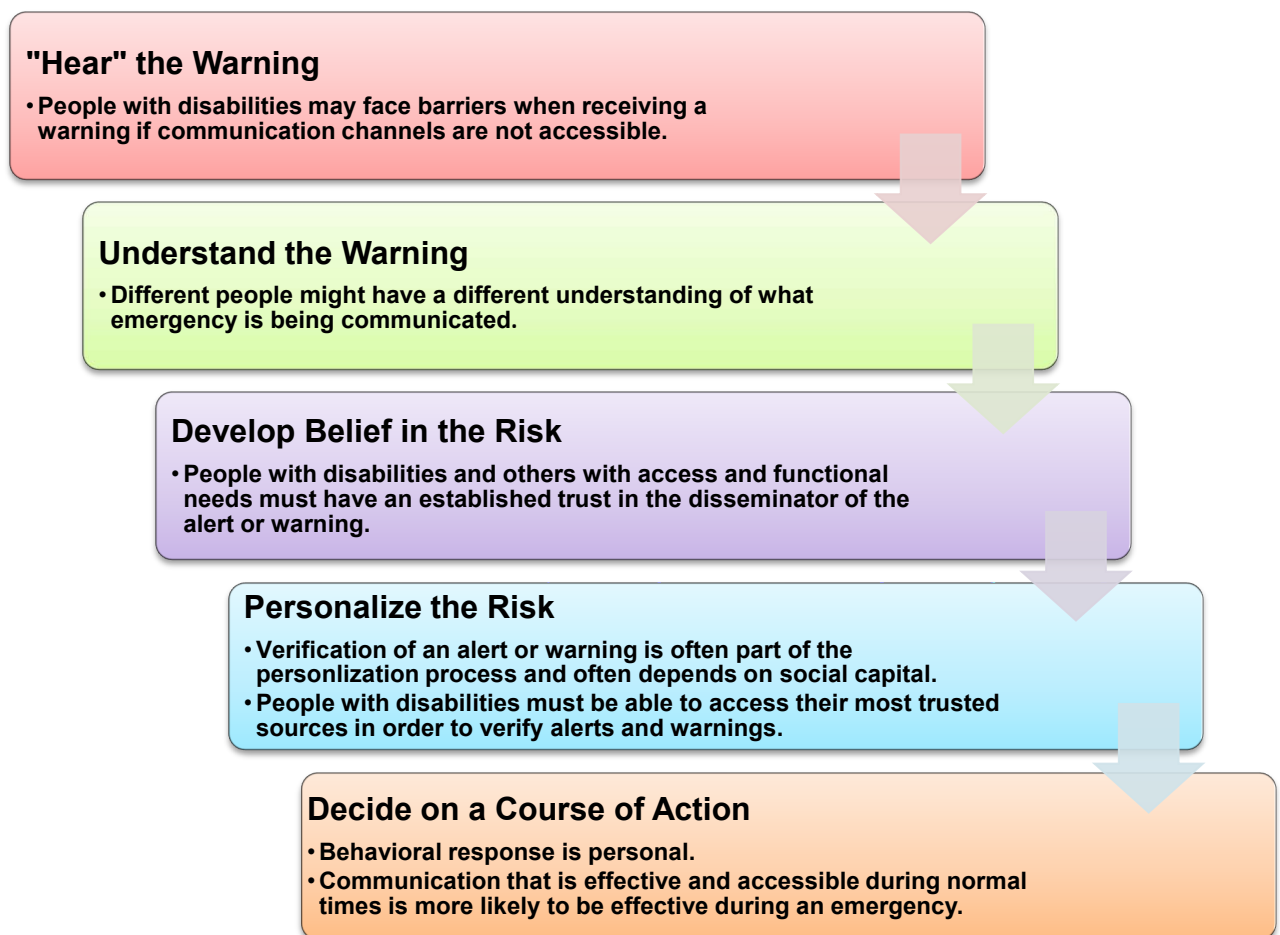 "Hear" the Warning
• People with disabilities may face barriers when receiving a
warning if communication channels are not accessible.
Understand the Warning
• Different people might have a different understanding of what
emergency is being communicated.
Develop Belief in the Risk
• People with disabilities and others with access and functional
needs must have an established trust in the disseminator of the
alert or warning.
Personalize the Risk
• Verification of an alert or warning is often part of the
personlization process and often depends on social capital.
• People with disabilities must be able to access their most trusted
sources in order to verify alerts and warnings.
Decide on a Course of Action
• Behavioral response is personal.
• Communication that is effective and accessible during normal
times is more likely to be effective during an emergency.